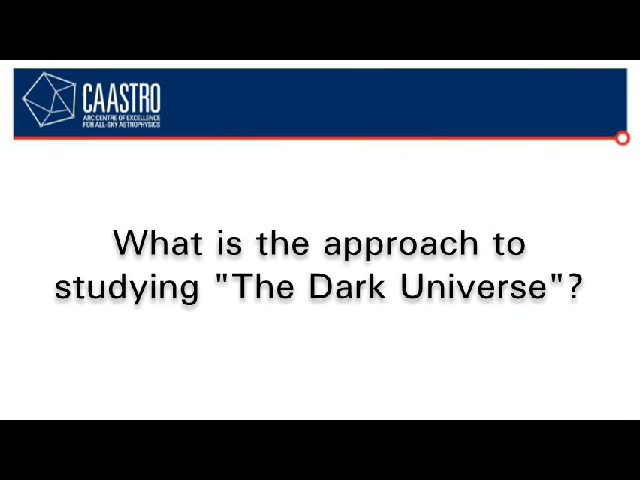 CAASTRO
ARC CENTRE OF EXCELLENCE
FOR ALL-SKY ASTROPHYSICS
What is the approach to
studying "The Dark Universe"?